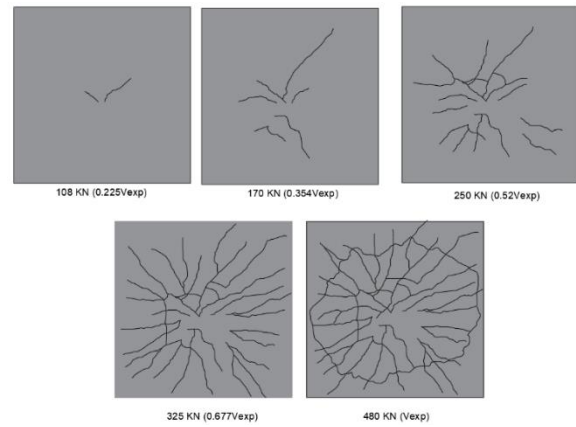 108 KN (0.225Vexp)
170 KN (0.354Vexp)
250 KN (0.52Vexp)
325 KN (0.677Vexp)
480 KN (Vexp)